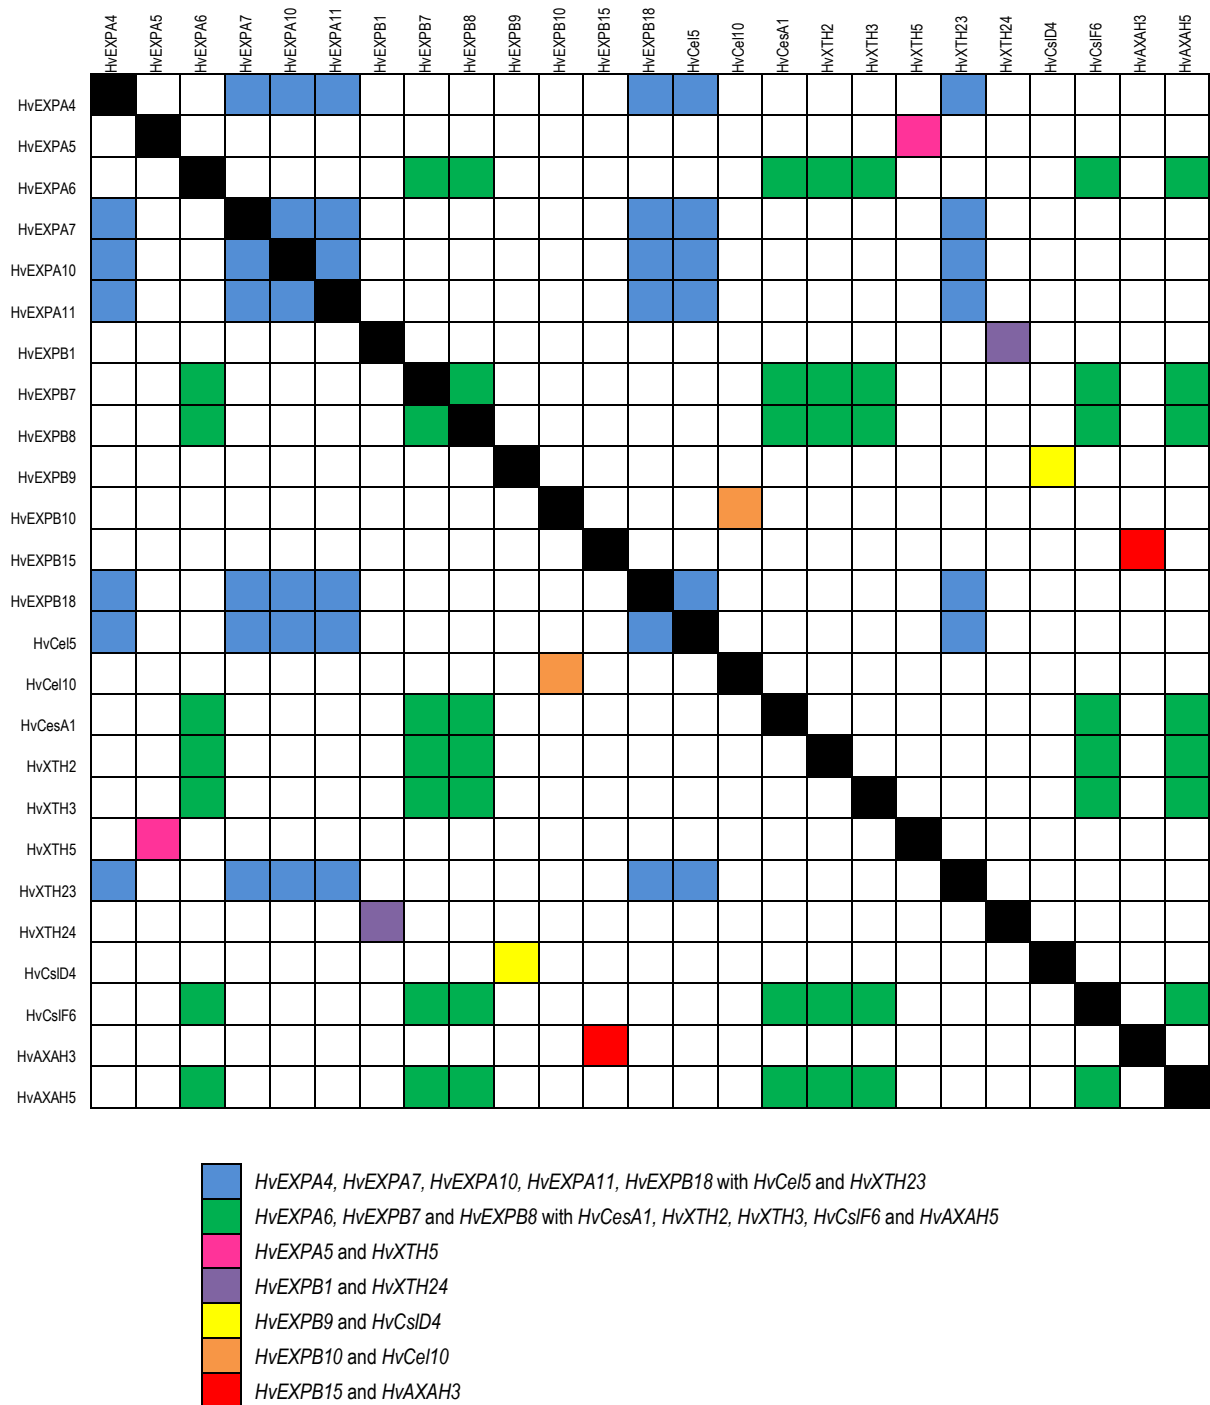 HvEXPA4
HvEXPA5
HvEXPA6
HvEXPA7
HvEXPA10
HvEXPA11
HvEXPB1
HvEXPB7
HvEXPB8
HvEXPB9
HvEXPB10
HvEXPB15
HvEXPB18
HvCel5
HvCel10
HvCesA1
HvXTH2
HvXTH3
HvXTH5
HvXTH23
HvXTH24
HvCslD4
HvCslF6
HvAXAH3
HvAXAH5
HvEXPA4
HvEXPA5
HvEXPA6
HvEXPA7
HvEXPA10
HvEXPA11
HvEXPB1
HvEXPB7
HvEXPB8
HvEXPB9
HvEXPB10
HvEXPB15
HvEXPB18
HvCel5
HvCel10
HvCesA1
HvXTH2
HvXTH3
HvXTH5
HvXTH23
HvXTH24
HvCslD4
HvCslF6
HvAXAH3
HvAXAH5
HvEXPA4, HvEXPA7, HvEXPA10, HvEXPA11, HvEXPB18 with HvCel5 and HvXTH23
HvEXPA6, HvEXPB7 and HvEXPB8 with HvCesA1, HvXTH2, HvXTH3, HvCslF6 and HvAXAH5
HvEXPA5 and HvXTH5
HvEXPB1 and HvXTH24
HvEXPB9 and HvCslD4
HvEXPB10 and HvCel10
HvEXPB15 and HvAXAH3